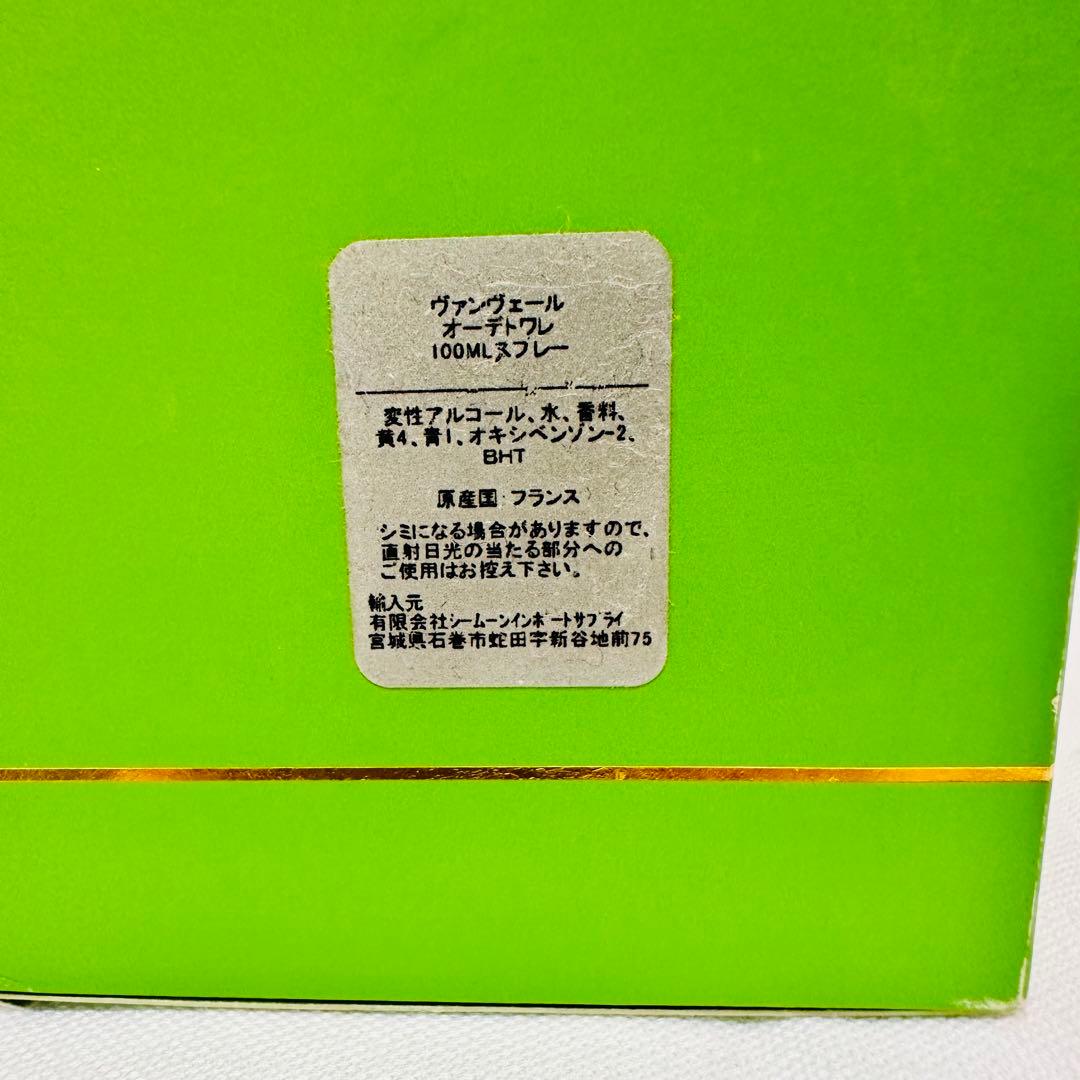 ヴァンヴェール
オーデトワレ
100MLスプレー
変性アルコール、水、香料、
黄4、青1、オキシベンゾン-2、
BHT
原産国 フランス
シミになる場合がありますので、
直射日光の当たる部分への
ご使用はお控え下さい。
輸入元
有限会社シームーンインポートサプライ
宮城県石巻市蛇田字新谷地前75